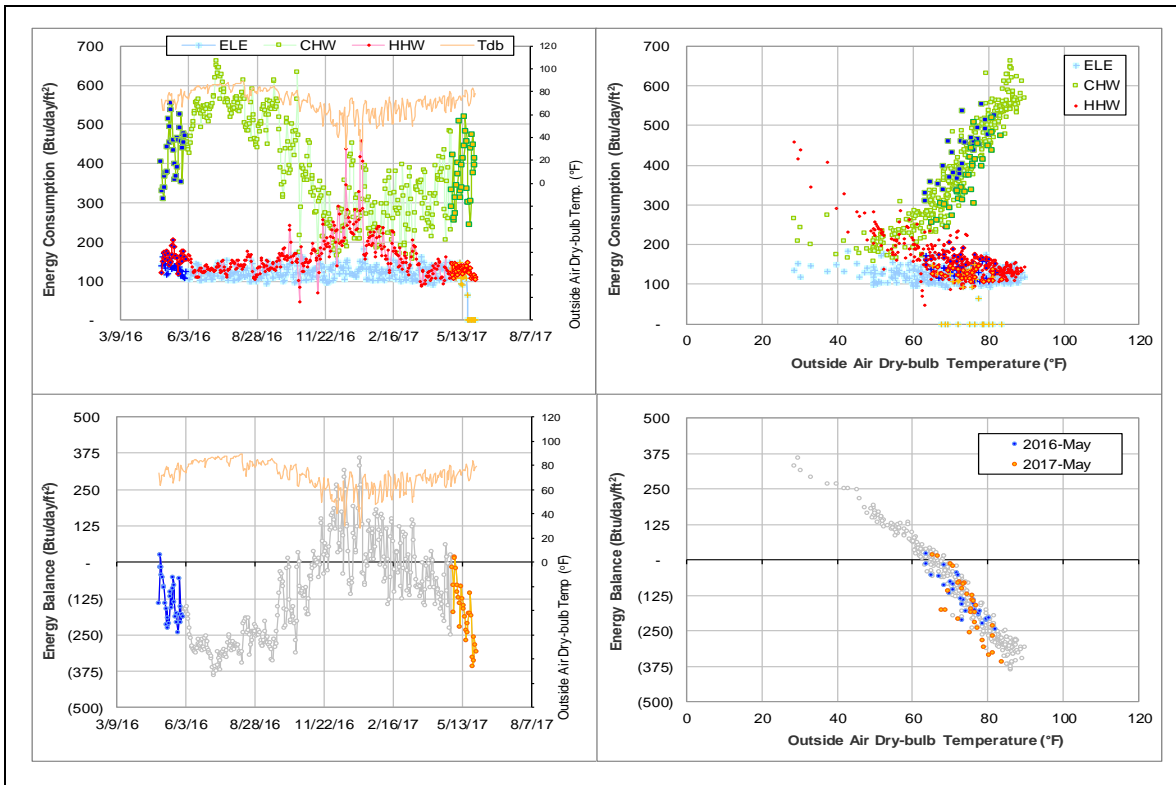 ELE CHW HHW Tdb
700
600
500
400
300
200
100
-
120
100
80
60
40
20
0
Energy Consumption (Btu/day/ft²)
Outside Air Dry-bulb Temp. (°F)
3/9/16 6/3/16 8/28/16 11/22/16 2/16/17 5/13/17 8/7/17
ELE
CHW
HHW
700
600
500
400
300
200
100
-
Energy Consumption (Btu/day/ft²)
0 20 40 60 80 100 120
Outside Air Dry-bulb Temperature (°F)
500
375
250
125
-
(125)
(250)
(375)
(500)
120
100
80
60
40
20
0
Energy Balance (Btu/day/ft²)
Outside Air Dry-bulb Temp (°F)
3/9/16 6/3/16 8/28/16 11/22/16 2/16/17 5/13/17 8/7/17
2016-May
2017-May
500
375
250
125
-
(125)
(250)
(375)
(500)
Energy Balance (Btu/day/ft²)
0 20 40 60 80 100 120
Outside Air Dry-bulb Temperature (°F)